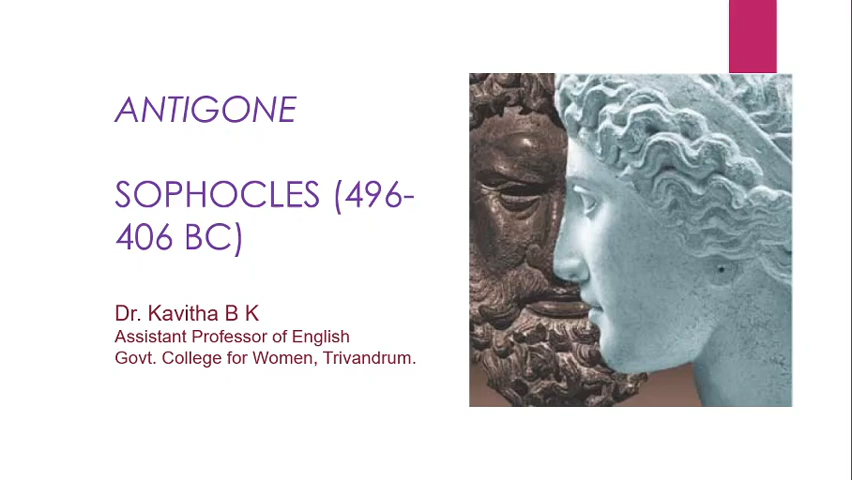 ANTIGONE
SOPHOCLES (496-
406 BC)
Dr. Kavitha B K
Assistant Professor of English
Govt. College for Women, Trivandrum.